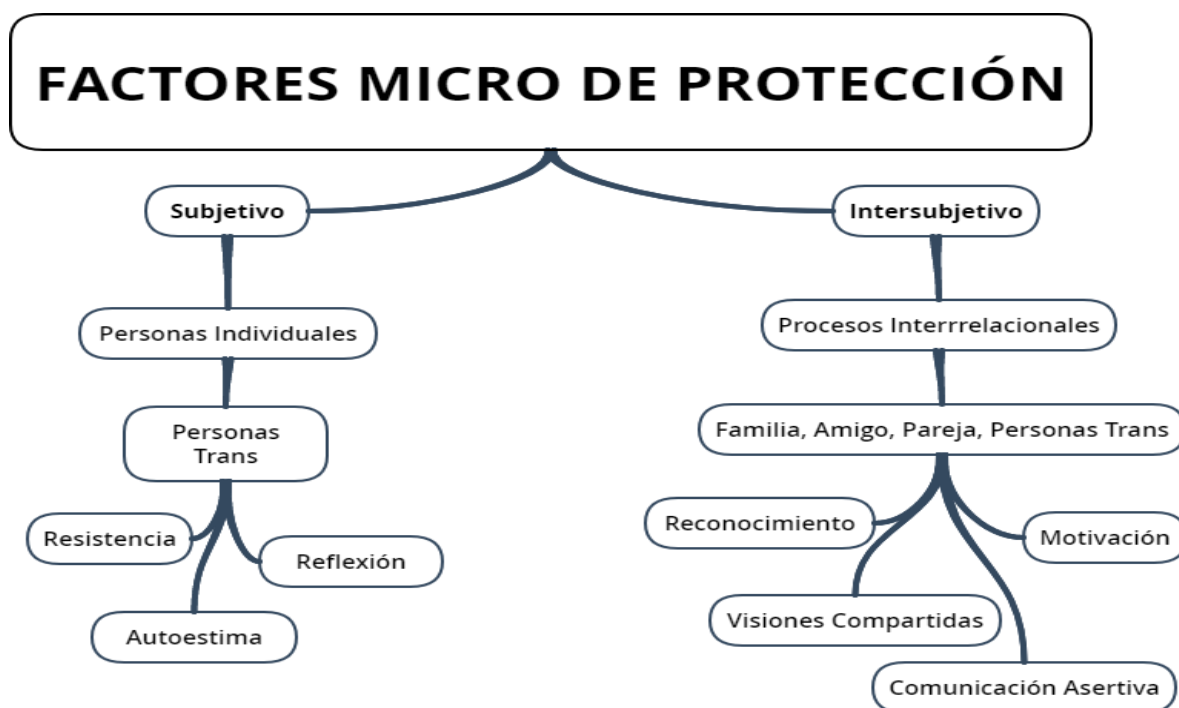 FACTORES MICRO DE PROTECCIÓN
Subjetivo
Intersubjetivo
Personas Individuales
Procesos Interrrelacionales
Personas
Trans
Familia, Amigo, Pareja, Personas Trans
Resistencia
Reflexión
Autoestima
Reconocimiento
Motivación
Visiones Compartidas
Comunicación Asertiva